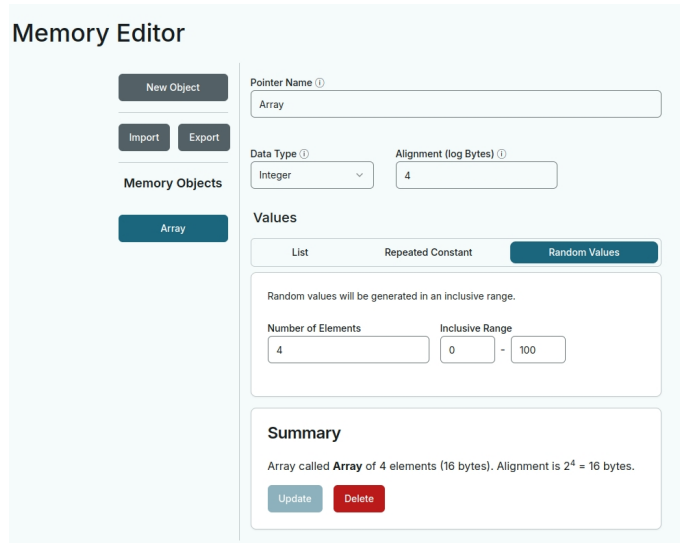 Memory Editor
New Object
Import Export
Memory Objects
Array
Pointer Name ⓘ
Array
Data Type ⓘ Alignment (log Bytes) ⓘ
Integer 4
Values
List Repeated Constant Random Values
Random values will be generated in an inclusive range.
Number of Elements Inclusive Range
4 0 - 100
Summary
Array called Array of 4 elements (16 bytes). Alignment is 2⁴ = 16 bytes.
Update Delete